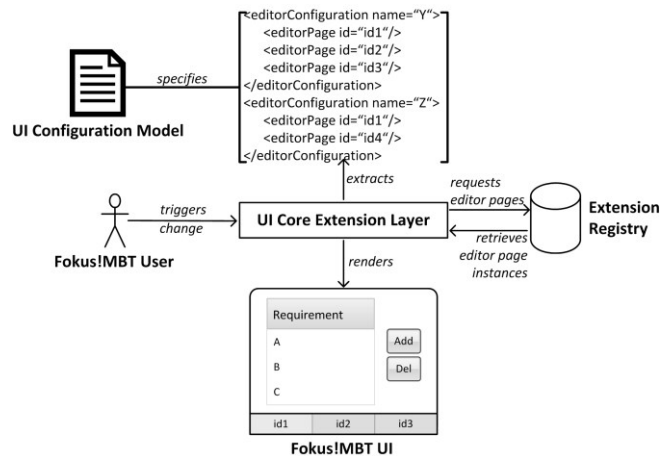 <editorConfiguration name="Y“>
<editorPage id=“id1“/>
<editorPage id=“id2“/>
<editorPage id=“id3“/>
</editorConfiguration>
<editorConfiguration name=“Z“>
<editorPage id=“id1“/>
<editorPage id=“id4“/>
</editorConfiguration>
specifies
UI Configuration Model
extracts
requests
editor pages
triggers
change
UI Core Extension Layer
Extension
Registry
retrieves
editor page
instances
Fokus!MBT User
renders
Requirement
A
B
C
Add
Del
id1
id2
id3
Fokus!MBT UI